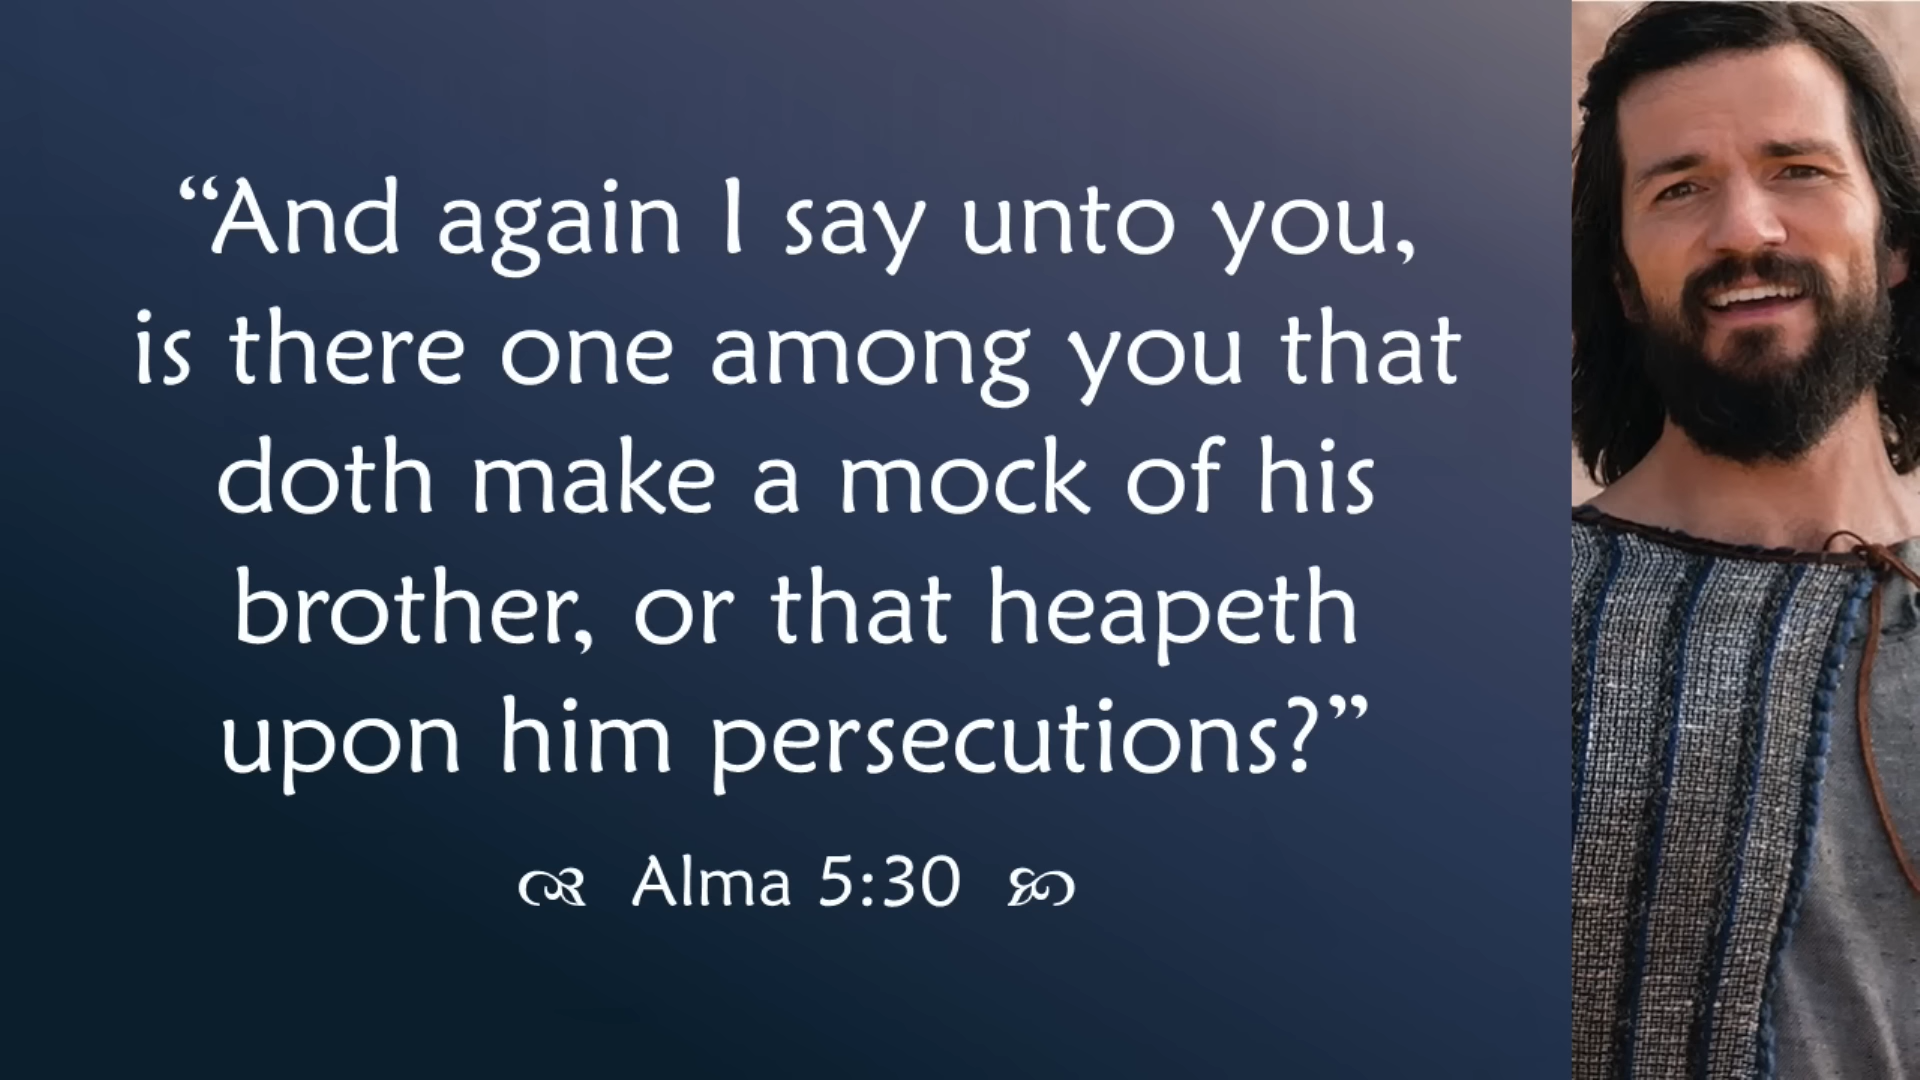 “And again I say unto you,
is there one among you that
doth make a mock of his
brother, or that heapeth
upon him persecutions?”
Alma 5:30